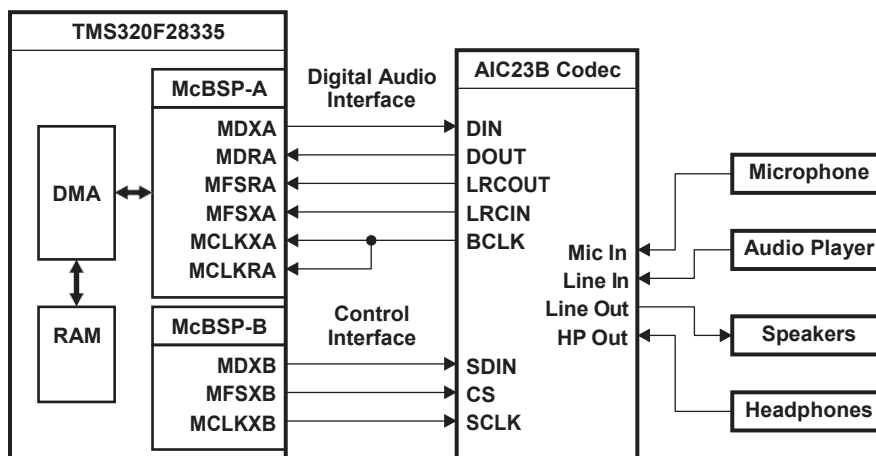 TMS320F28335
McBSP-A
Digital Audio
Interface
AIC23B Codec
MDXA
DIN
MDRA
DOUT
MFSRA
LRCOUT
MFSXA
LRCIN
MCLKXA
BCLK
MCLKRA
DMA
RAM
Mic In
Line In
Line Out
HP Out
Microphone
Audio Player
Speakers
Headphones
McBSP-B
Control
Interface
MDXB
SDIN
MFSXB
CS
MCLKXB
SCLK